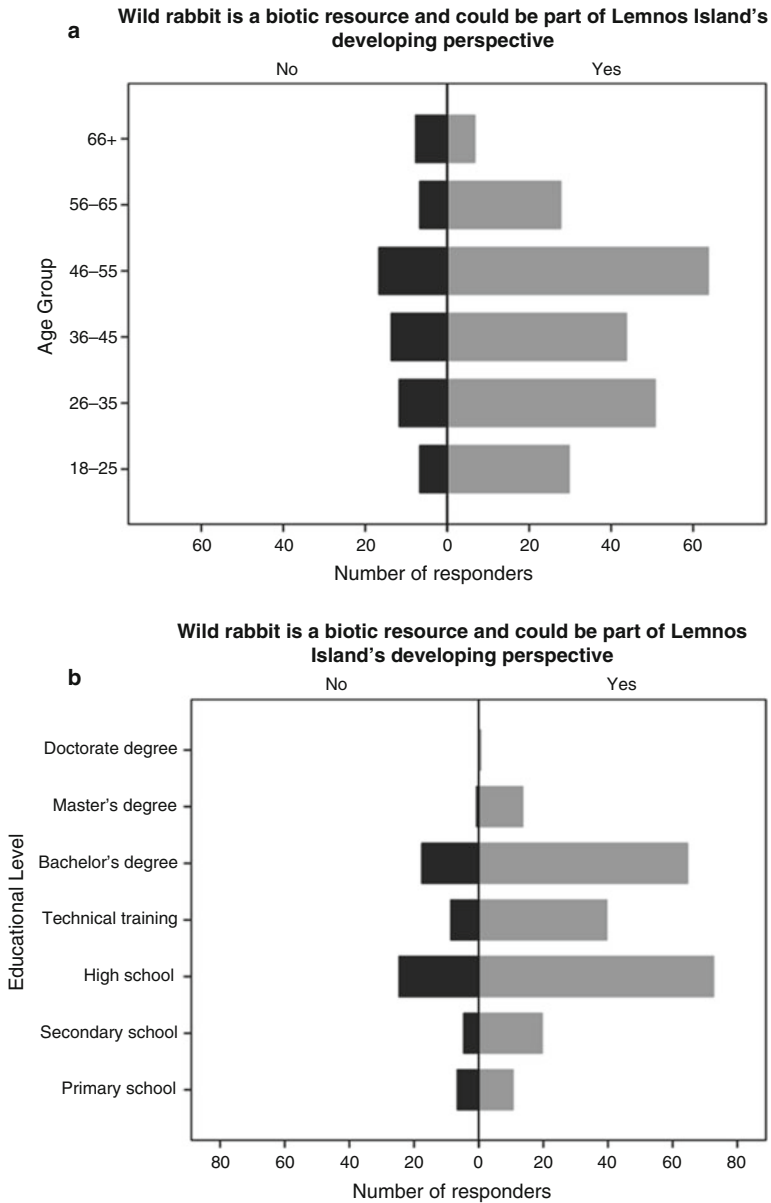 a
Wild rabbit is a biotic resource and could be part of Lemnos Island's
developing perspective
No Yes
66+
56–65
46–55
36–45
26–35
18–25
Age Group
60 40 20 0 20 40 60
Number of responders
Wild rabbit is a biotic resource and could be part of Lemnos
Island's developing perspective
b
No Yes
Doctorate degree
Master's degree
Bachelor's degree
Technical training
High school
Secondary school
Primary school
Educational Level
80 60 40 20 0 20 40 60 80
Number of responders